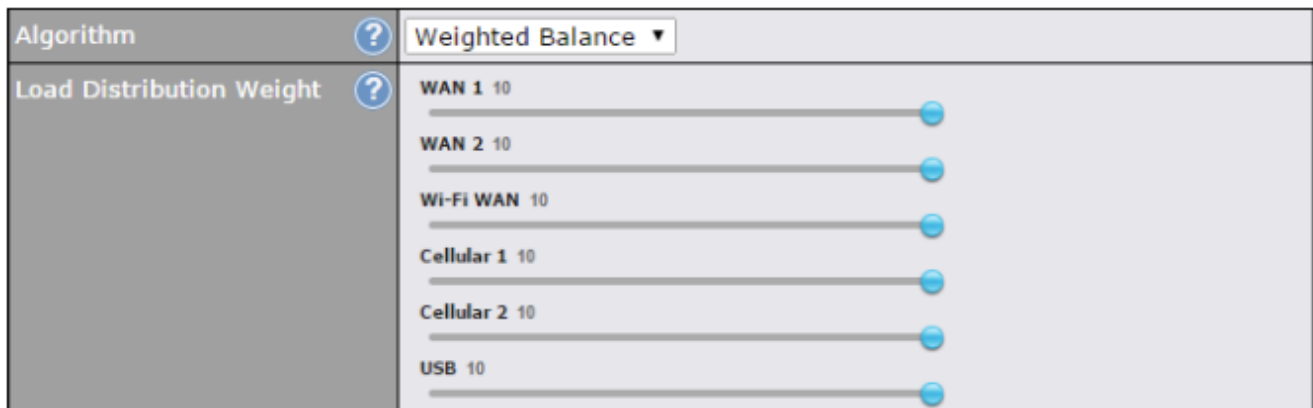 Algorithm ? Weighted Balance ▼
Load Distribution Weight ? WAN 1 10
WAN 2 10
Wi-Fi WAN 10
Cellular 1 10
Cellular 2 10
USB 10